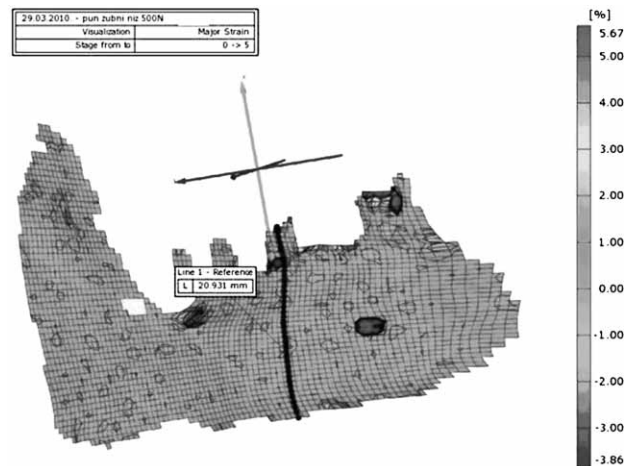 29.03.2010 - pun zubni niz 500N
Visualization Major Strain
Stage from to 0 -> 5
[%]
5.67
5.00
4.00
3.00
2.00
1.00
0.00
-1.00
-2.00
-3.00
-3.86
Line 1 - Reference
L 20.931 mm